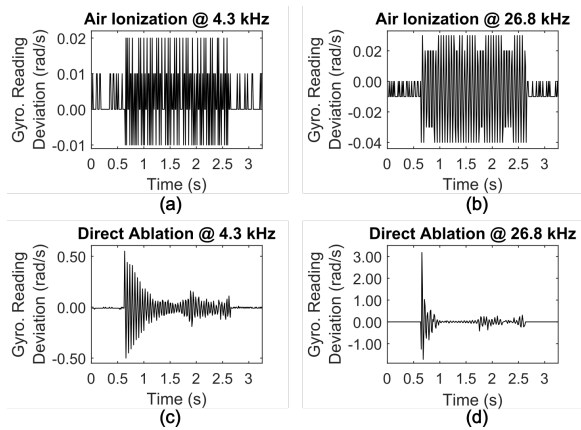 Air Ionization @ 4.3 kHz
Gyro. Reading
Deviation (rad/s)
0.02
0.01
0.00
-0.01
0 0.5 1 1.5 2 2.5 3
Time (s)
(a)
Air Ionization @ 26.8 kHz
Gyro. Reading
Deviation (rad/s)
0.02
0.00
-0.02
-0.04
0 0.5 1 1.5 2 2.5 3
Time (s)
(b)
Direct Ablation @ 4.3 kHz
Gyro. Reading
Deviation (rad/s)
0.50
0.00
-0.50
0 0.5 1 1.5 2 2.5 3
Time (s)
(c)
Direct Ablation @ 26.8 kHz
Gyro. Reading
Deviation (rad/s)
3.00
2.00
1.00
0.00
-1.00
0 0.5 1 1.5 2 2.5 3
Time (s)
(d)